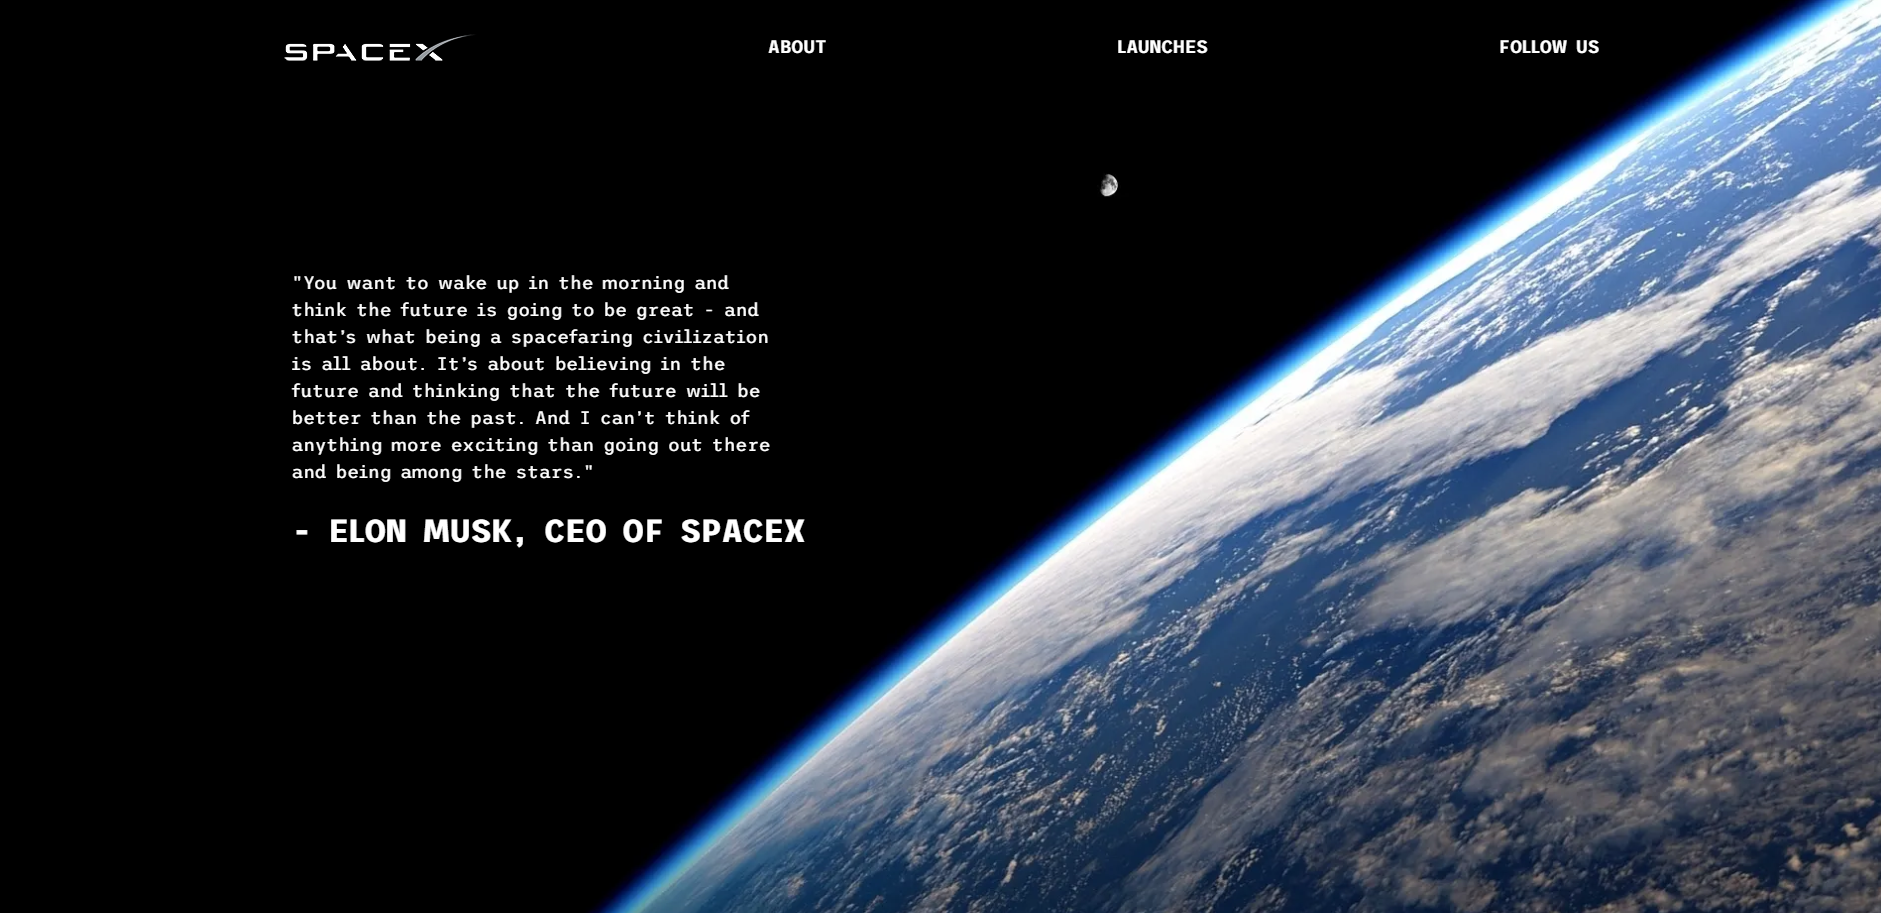 SPACEX
ABOUT
LAUNCHES
FOLLOW US
"You want to wake up in the morning and
think the future is going to be great - and
that's what being a spacefaring civilization
is all about. It's about believing in the
future and thinking that the future will be
better than the past. And I can't think of
anything more exciting than going out there
and being among the stars."
- ELON MUSK, CEO OF SPACEX